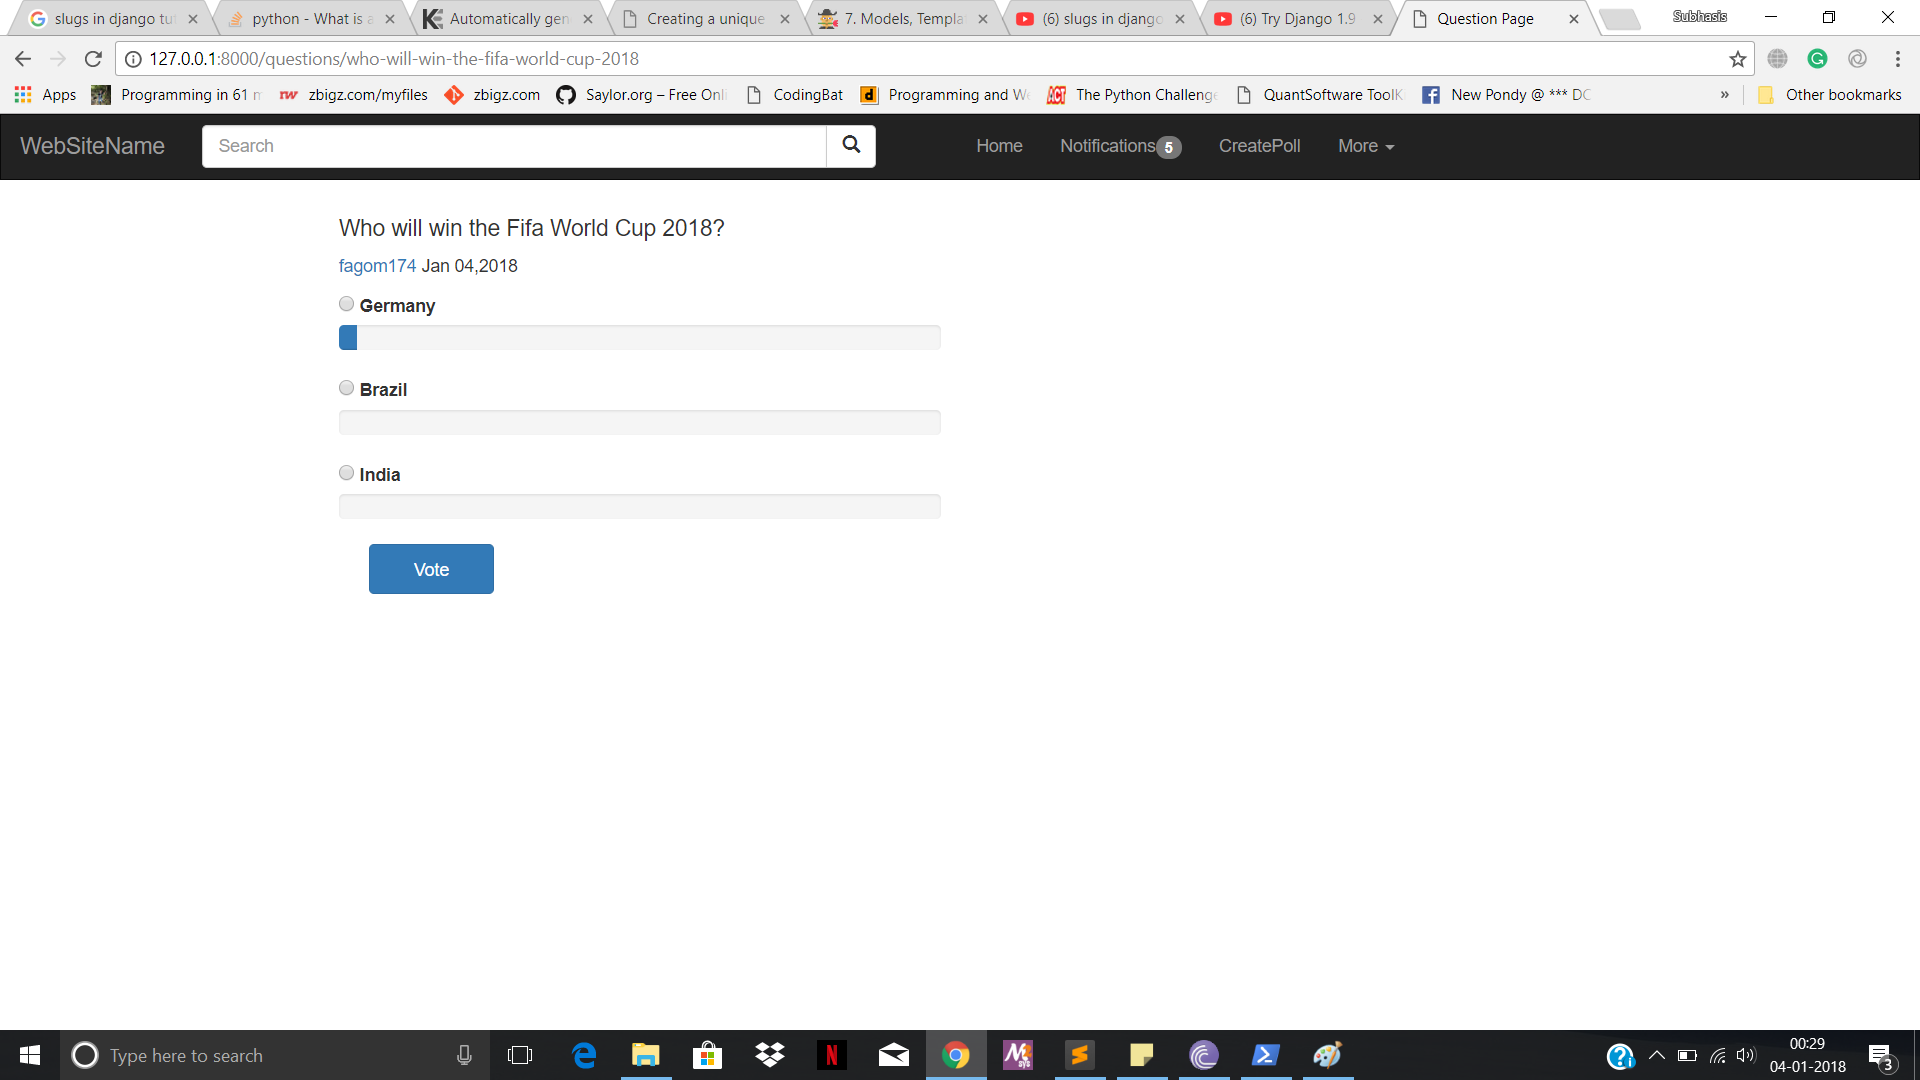 slugs in django tut
python - What is a
Automatically gen
Creating a unique
7. Models, Templa
(6) slugs in django
(6) Try Django 1.9
Question Page
Subhasis
127.0.0.1:8000/questions/who-will-win-the-fifa-world-cup-2018
Apps
Programming in 61 m
zbigz.com/myfiles
zbigz.com
Saylor.org – Free Onli
CodingBat
Programming and We
The Python Challenge
QuantSoftware ToolK
New Pondy @ *** DC
»
Other bookmarks
WebSiteName
Search
Home
Notifications 5
CreatePoll
More
Who will win the Fifa World Cup 2018?
fagom174 Jan 04,2018
Germany
Brazil
India
Vote
Type here to search
00:29
04-01-2018
3